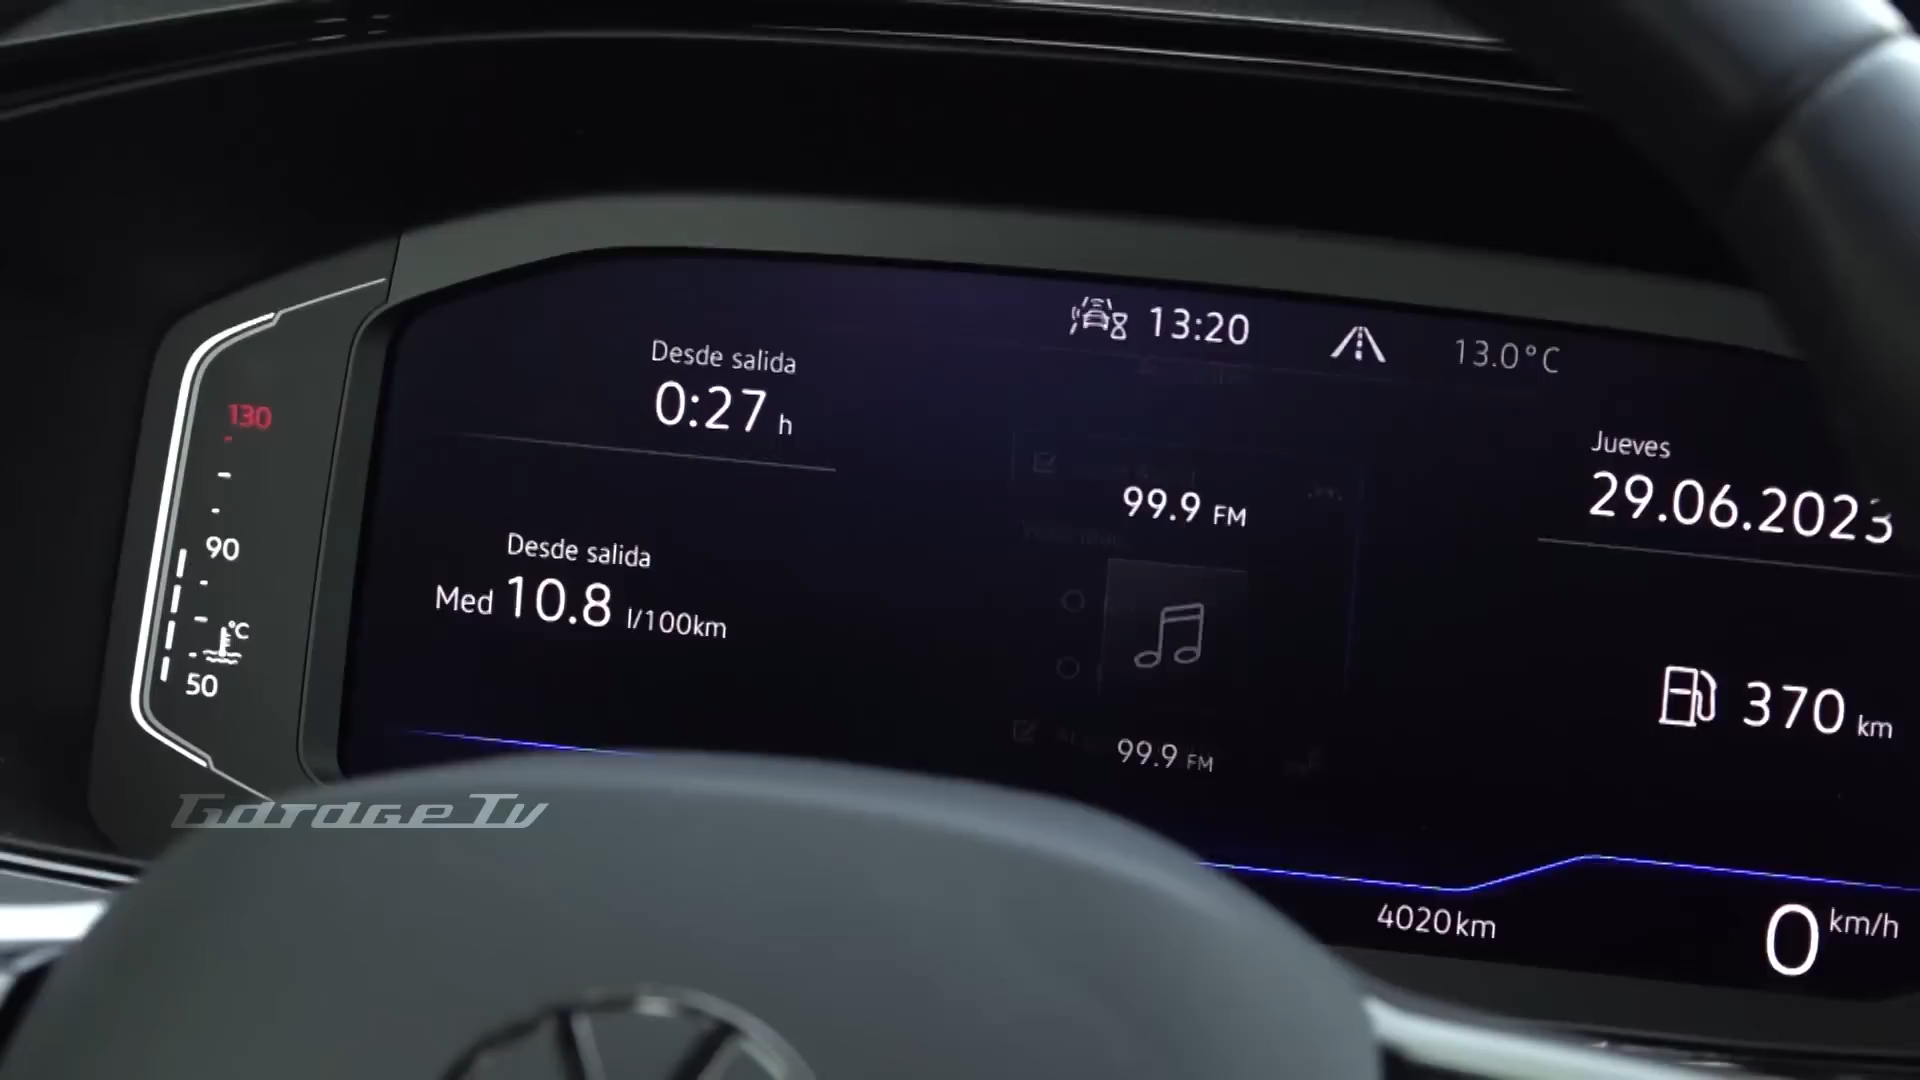 13:20
13.0°C
Desde salida
0:27 h
Jueves
29.06.2023
130
90
°C
50
99.9 FM
Desde salida
Med 10.8 l/100km
370 km
99.9 FM
GarageTv
4020km
0 km/h